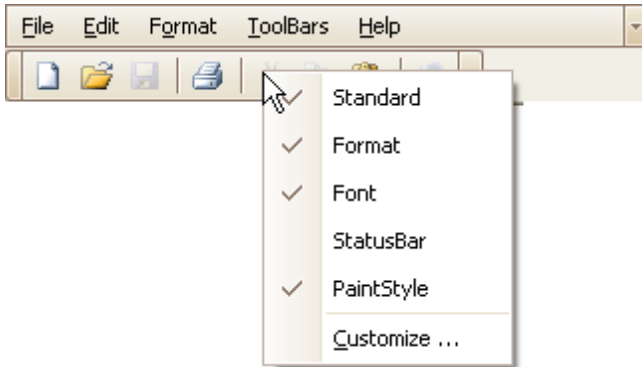 File Edit Format ToolBars Help
Standard
Format
Font
StatusBar
PaintStyle
Customize ...